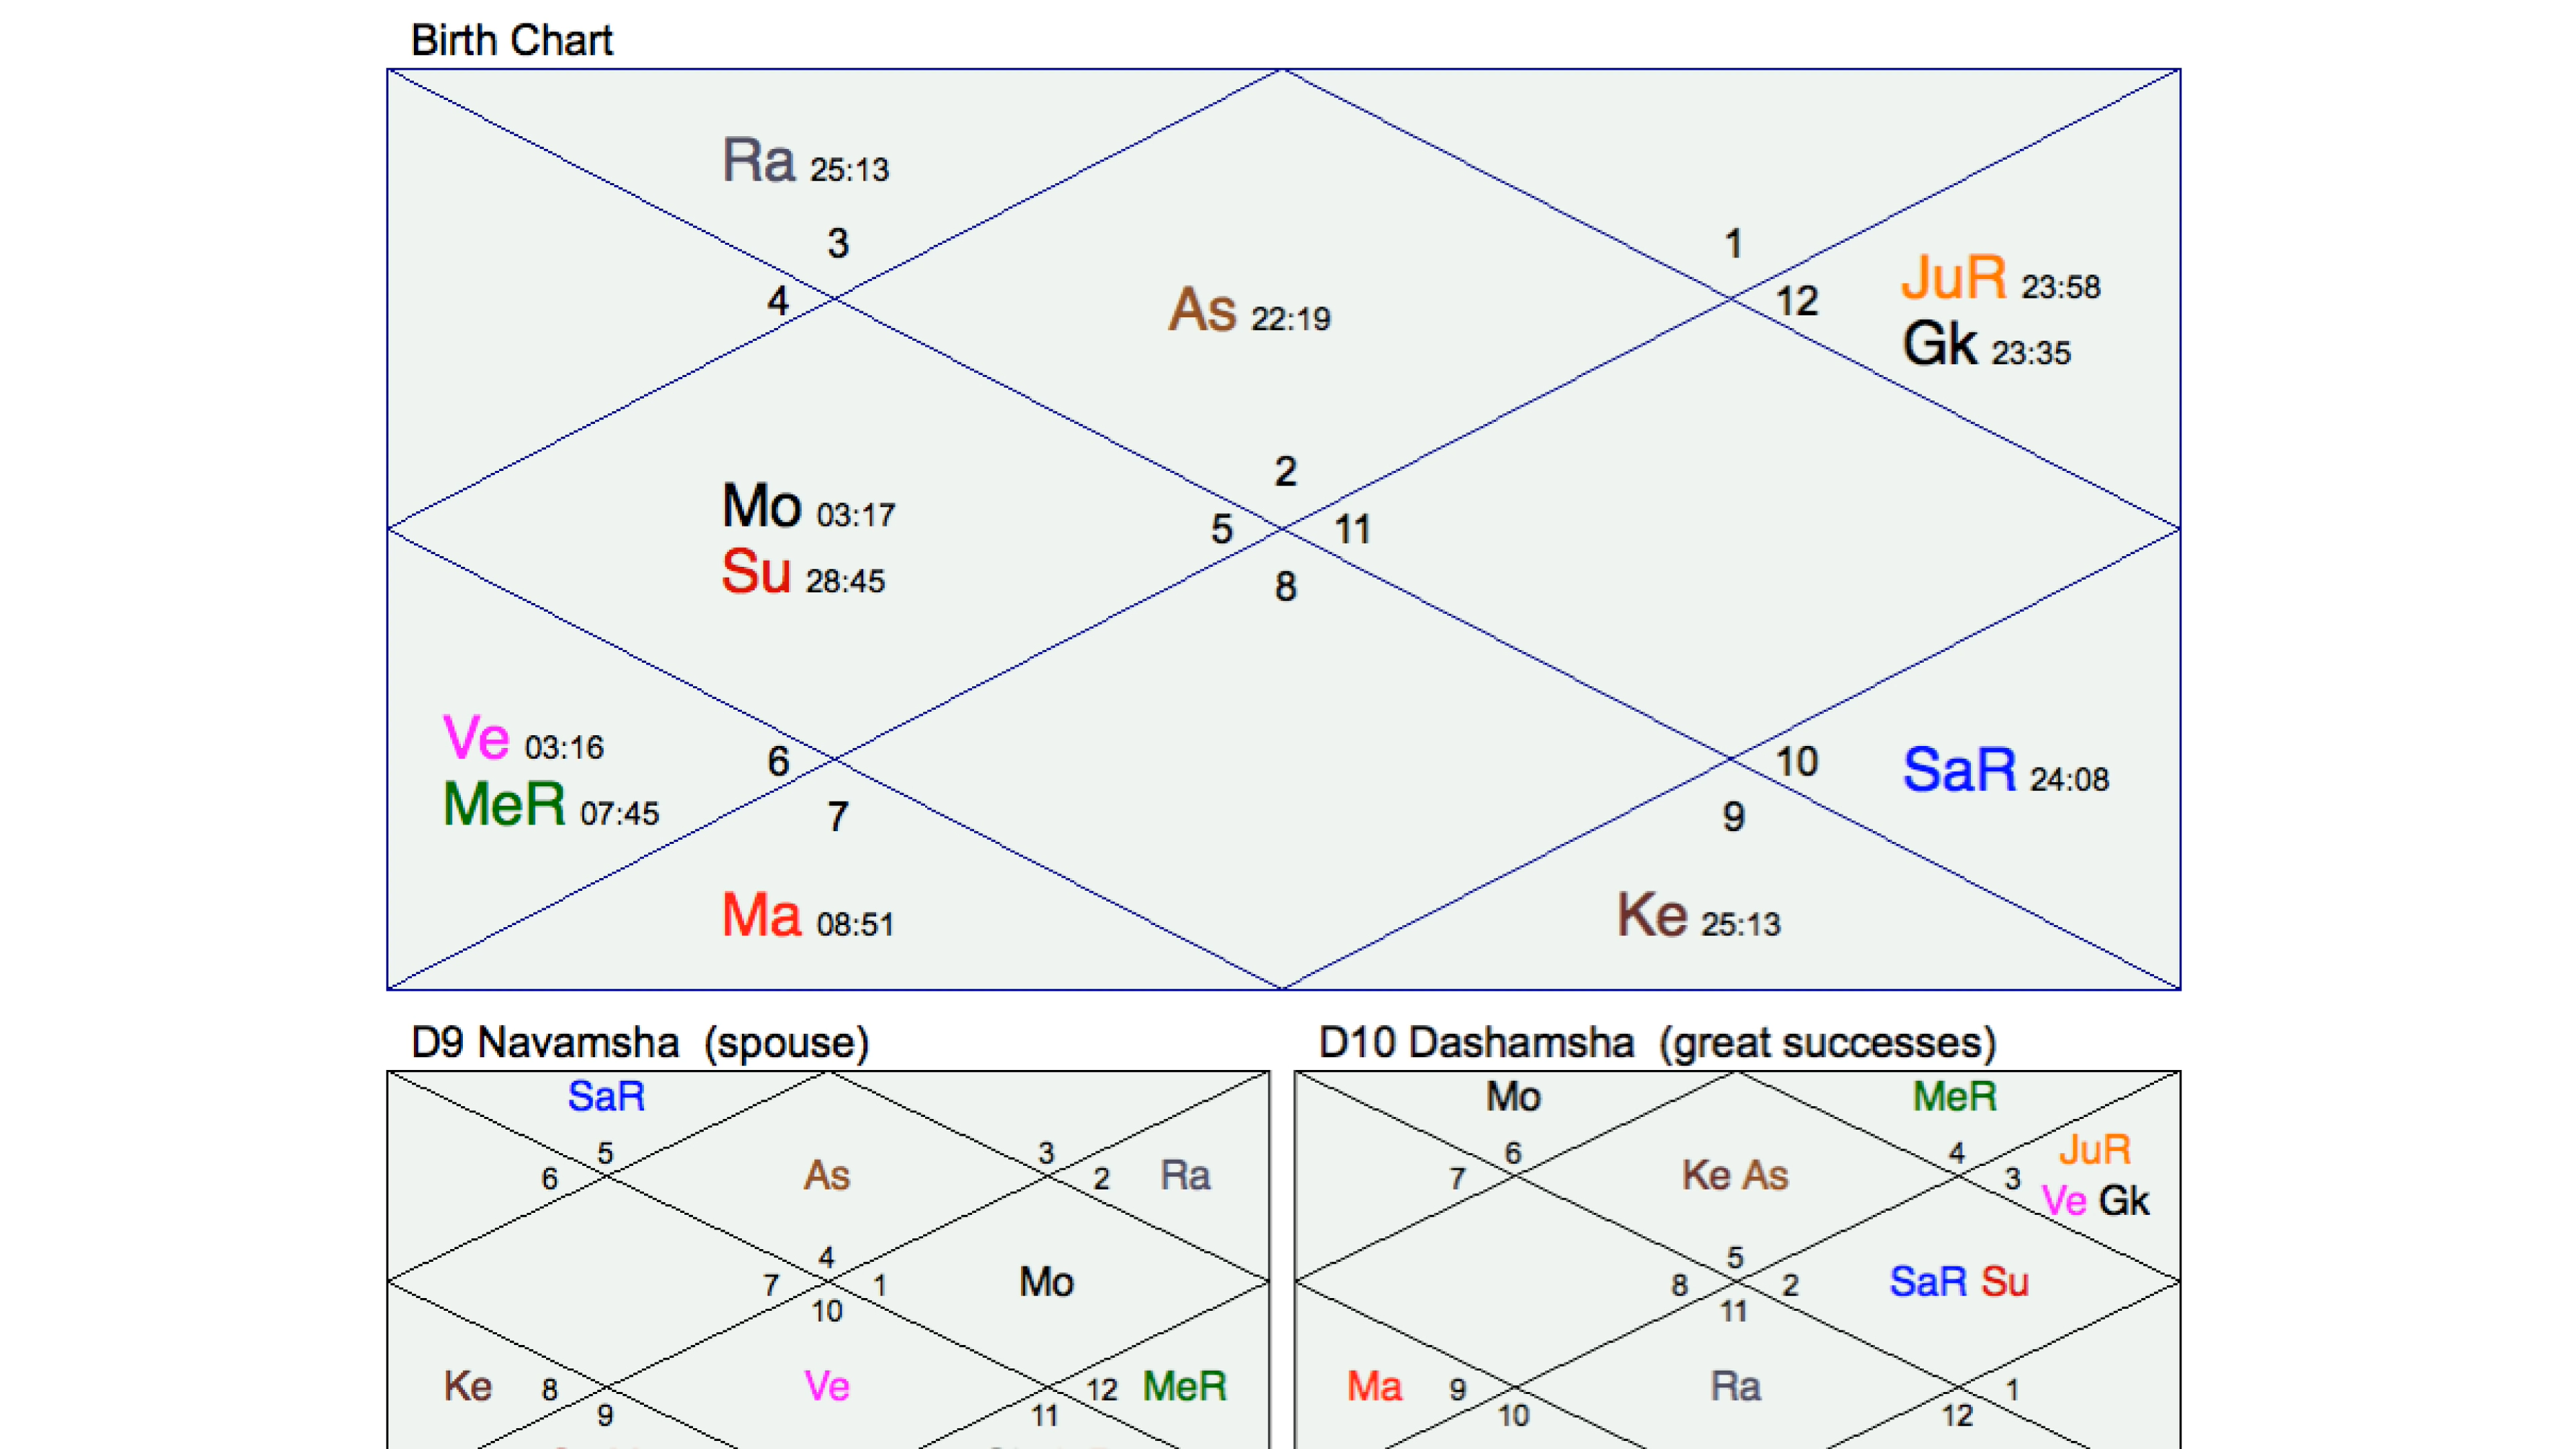 Birth Chart
Ra 25:13
3
1
4
As 22:19
12
JuR 23:58
Gk 23:35
2
Mo 03:17
Su 28:45
5
11
8
Ve 03:16
MeR 07:45
6
7
10
SaR 24:08
9
Ma 08:51
Ke 25:13
D9 Navamsha (spouse)
SaR
5
3
6
As
2
Ra
4
7
1
Mo
10
Ke
8
Ve
12
MeR
9
11
D10 Dashamsha (great successes)
Mo
MeR
6
4
JuR
7
Ke As
3
Ve Gk
5
8
2
SaR Su
11
Ma
9
Ra
1
10
12